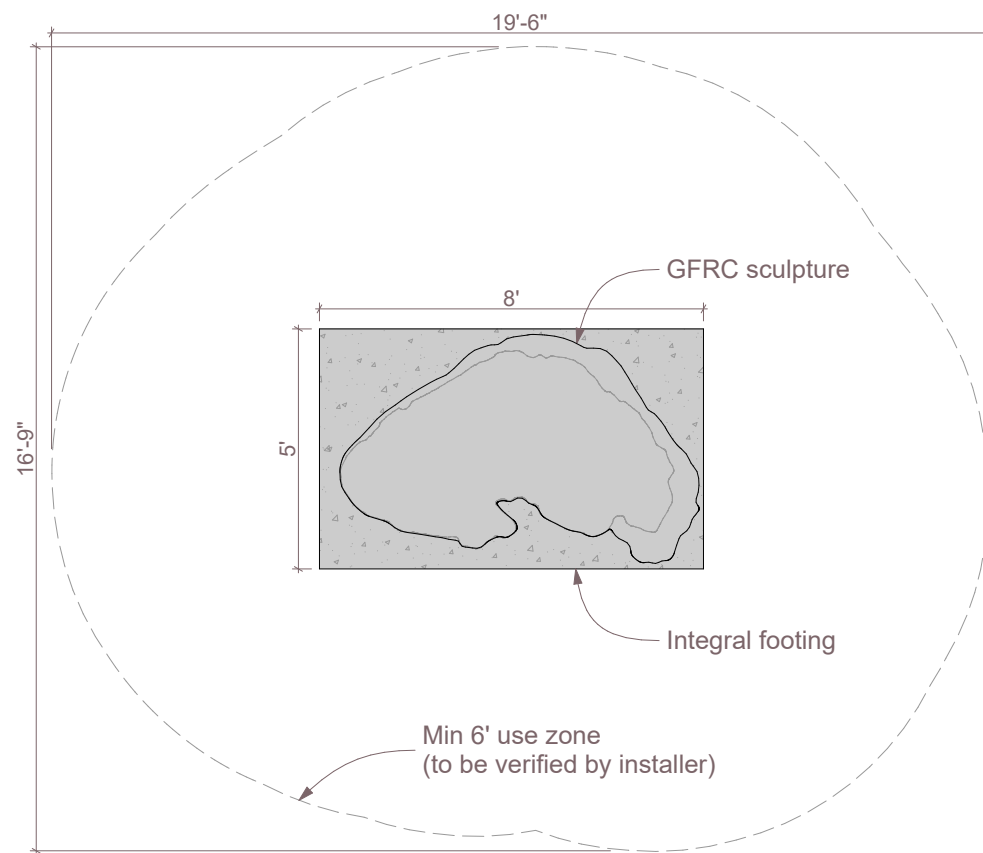 19'-6"
GFRC sculpture
8'
5'
16'-9"
Integral footing
Min 6' use zone
(to be verified by installer)